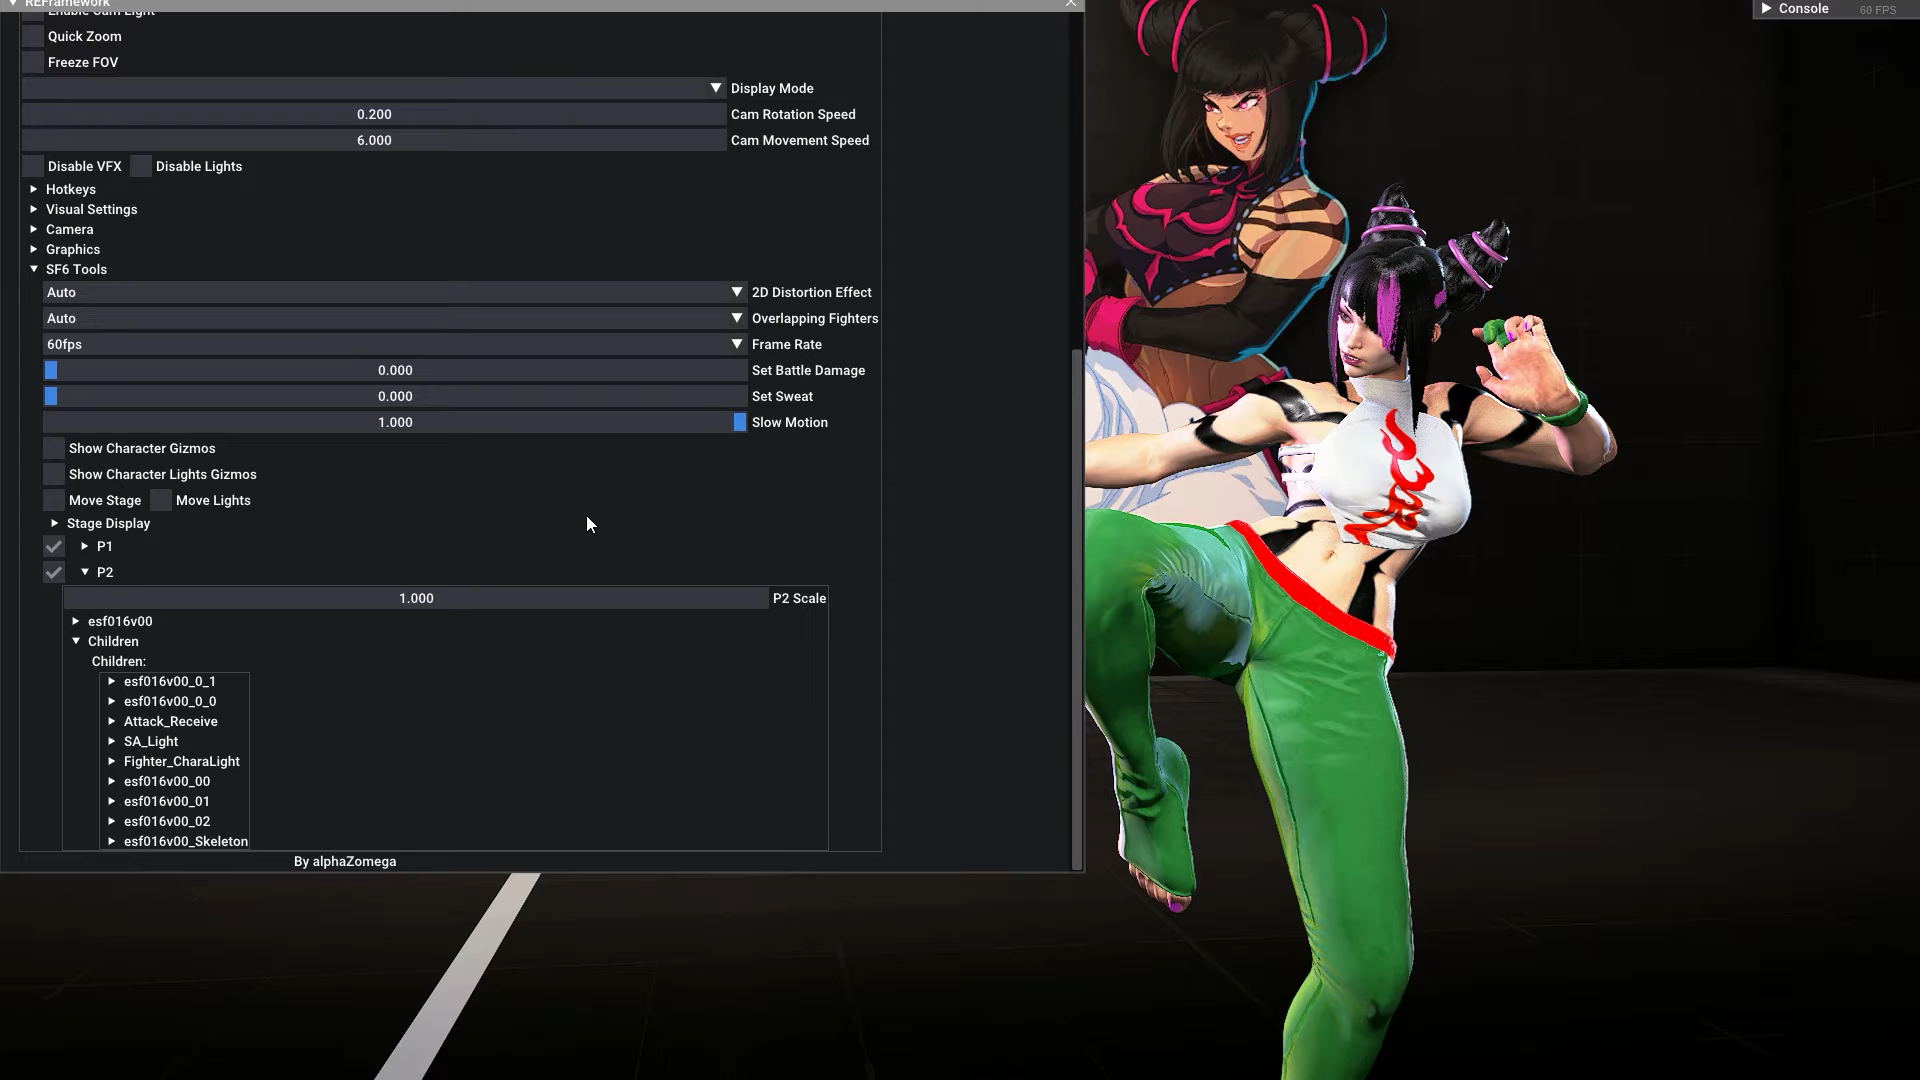 REFramework
Enable Cam Light
Quick Zoom
Freeze FOV
Display Mode
0.200 Cam Rotation Speed
6.000 Cam Movement Speed
Disable VFX Disable Lights
Hotkeys
Visual Settings
Camera
Graphics
SF6 Tools
Auto 2D Distortion Effect
Auto Overlapping Fighters
60fps Frame Rate
0.000 Set Battle Damage
0.000 Set Sweat
1.000 Slow Motion
Show Character Gizmos
Show Character Lights Gizmos
Move Stage Move Lights
Stage Display
P1
P2
1.000 P2 Scale
esf016v00
Children
Children:
esf016v00_0_1
esf016v00_0_0
Attack_Receive
SA_Light
Fighter_CharaLight
esf016v00_00
esf016v00_01
esf016v00_02
esf016v00_Skeleton
By alphaZomega
Console 60 FPS